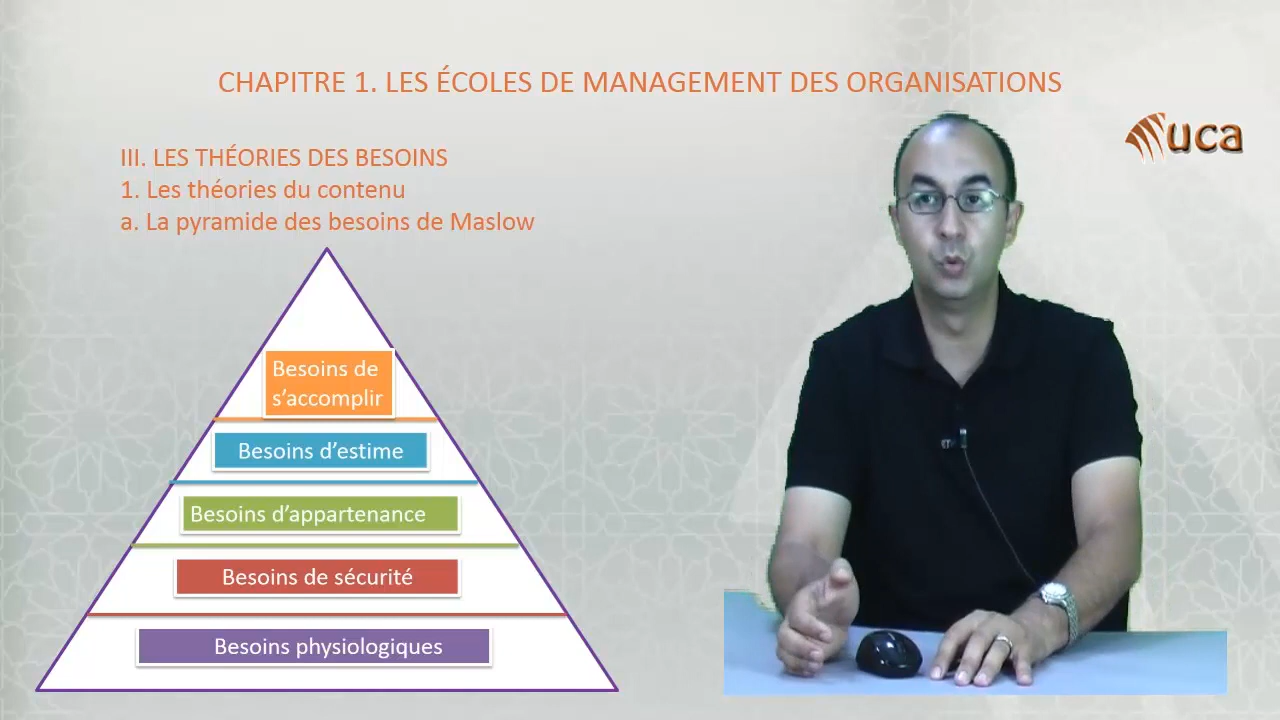 CHAPITRE 1. LES ÉCOLES DE MANAGEMENT DES ORGANISATIONS
uca
III. LES THÉORIES DES BESOINS
1. Les théories du contenu
a. La pyramide des besoins de Maslow
Besoins de
s’accomplir
Besoins d’estime
Besoins d’appartenance
Besoins de sécurité
Besoins physiologiques